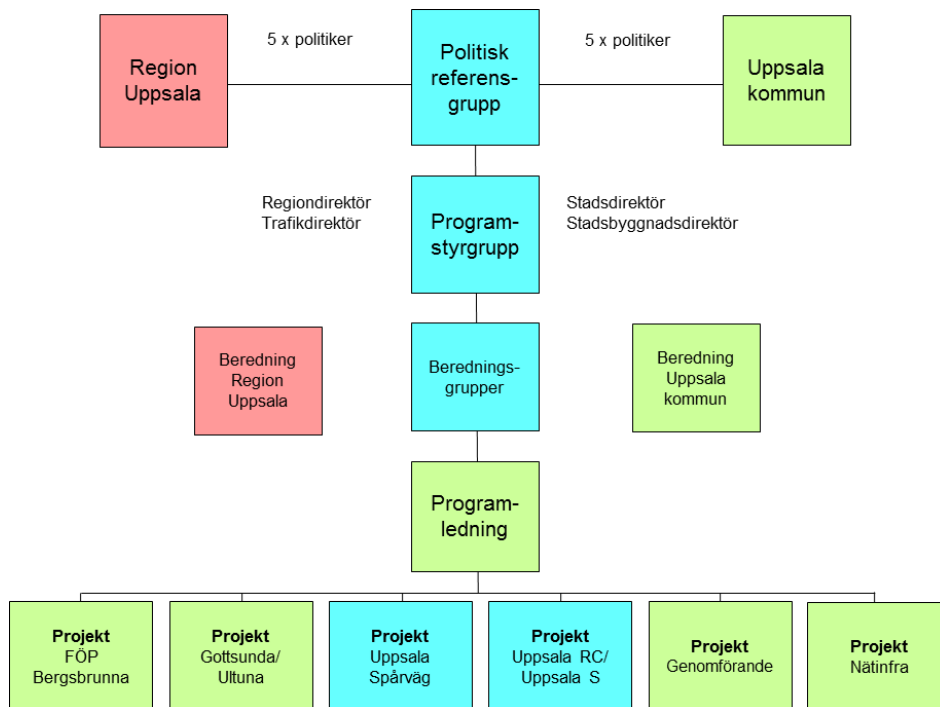 5 x politiker
5 x politiker
Region
Uppsala
Politisk
referens-
grupp
Uppsala
kommun
Regiondirektör
Trafikdirektör
Program-
styrgrupp
Stadsdirektör
Stadsbyggnadsdirektör
Beredning
Region
Uppsala
Berednings-
grupper
Beredning
Uppsala
kommun
Program-
ledning
Projekt
FÖP
Bergsbrunna
Projekt
Gottsunda/
Ultuna
Projekt
Uppsala
Spårväg
Projekt
Uppsala RC/
Uppsala S
Projekt
Genomförande
Projekt
Nätinfra